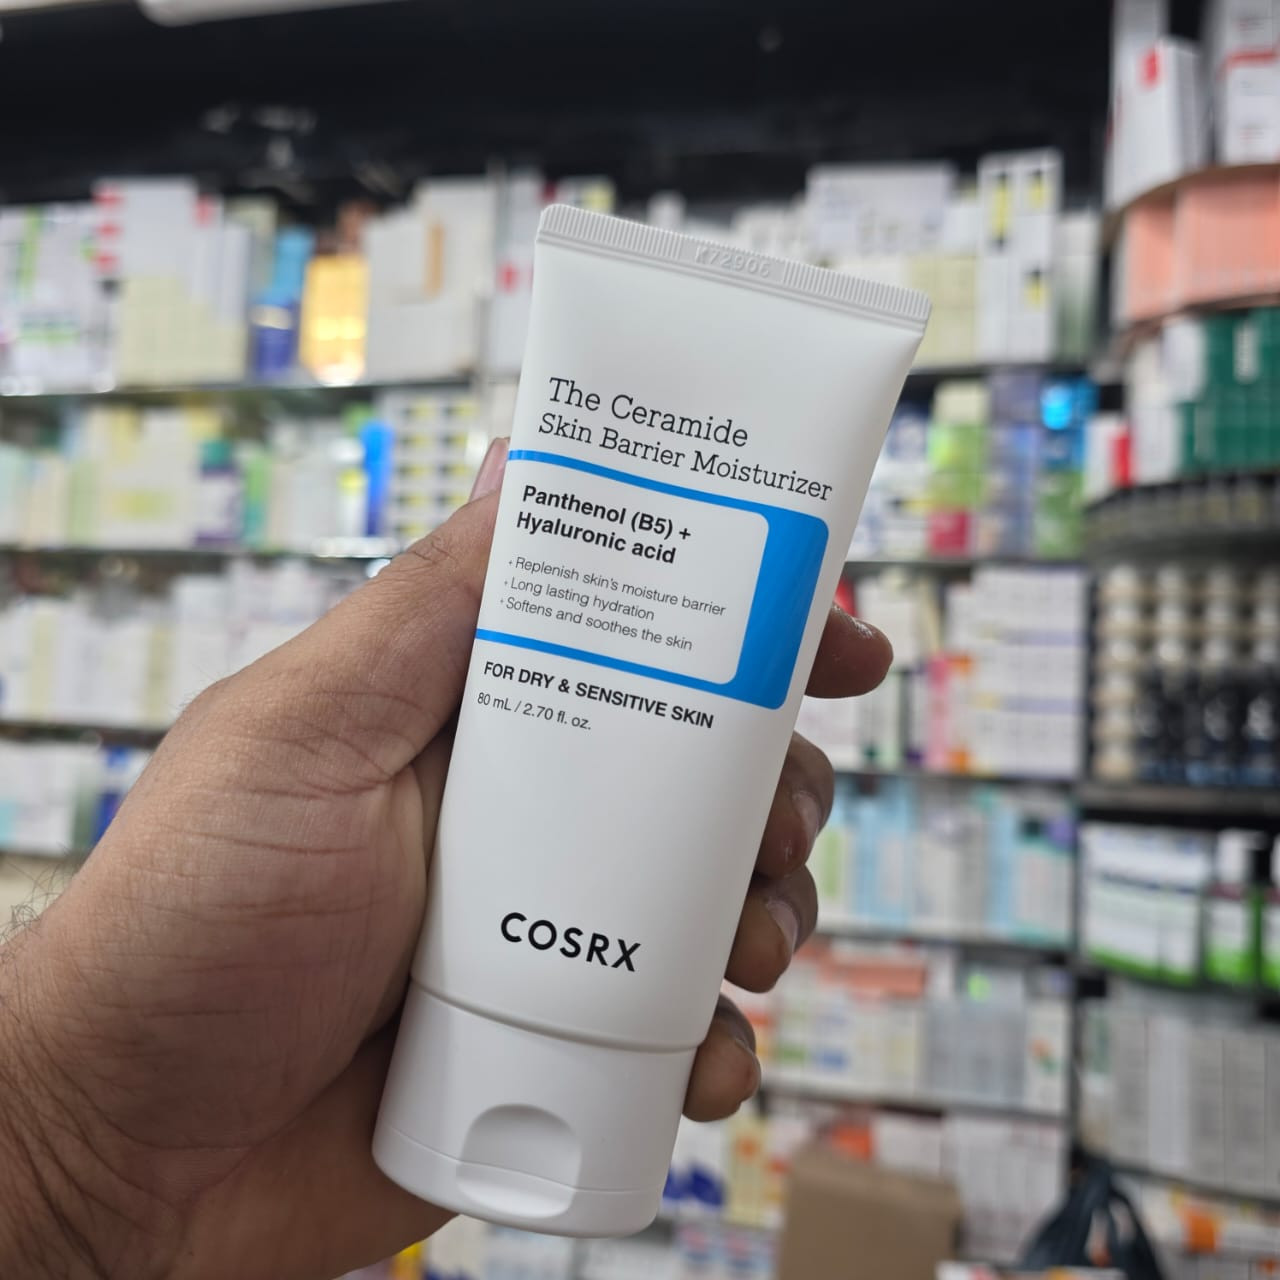 K72906
The Ceramide
Skin Barrier Moisturizer
Panthenol (B5) +
Hyaluronic acid
+ Replenish skin's moisture barrier
+ Long lasting hydration
+ Softens and soothes the skin
FOR DRY & SENSITIVE SKIN
80 mL / 2.70 fl. oz.
COSRX